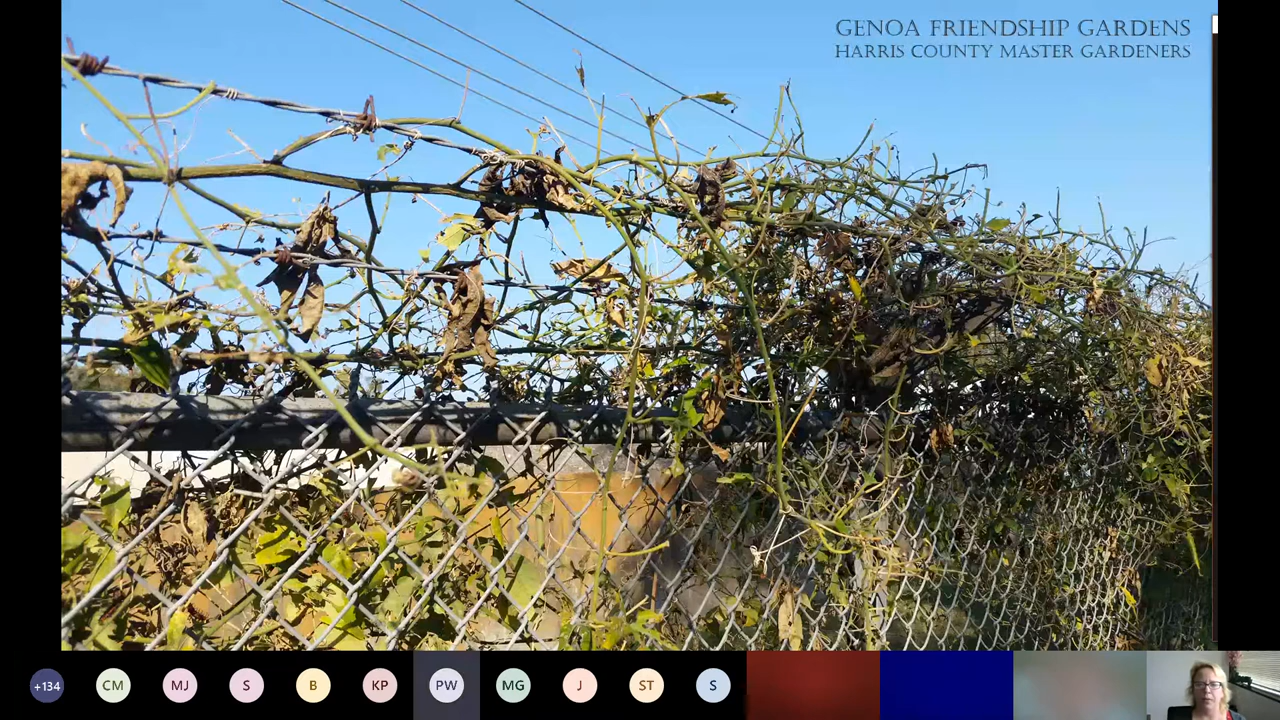 GENOA FRIENDSHIP GARDENS
HARRIS COUNTY MASTER GARDENERS
+134 CM MJ S B KP PW MG J ST S